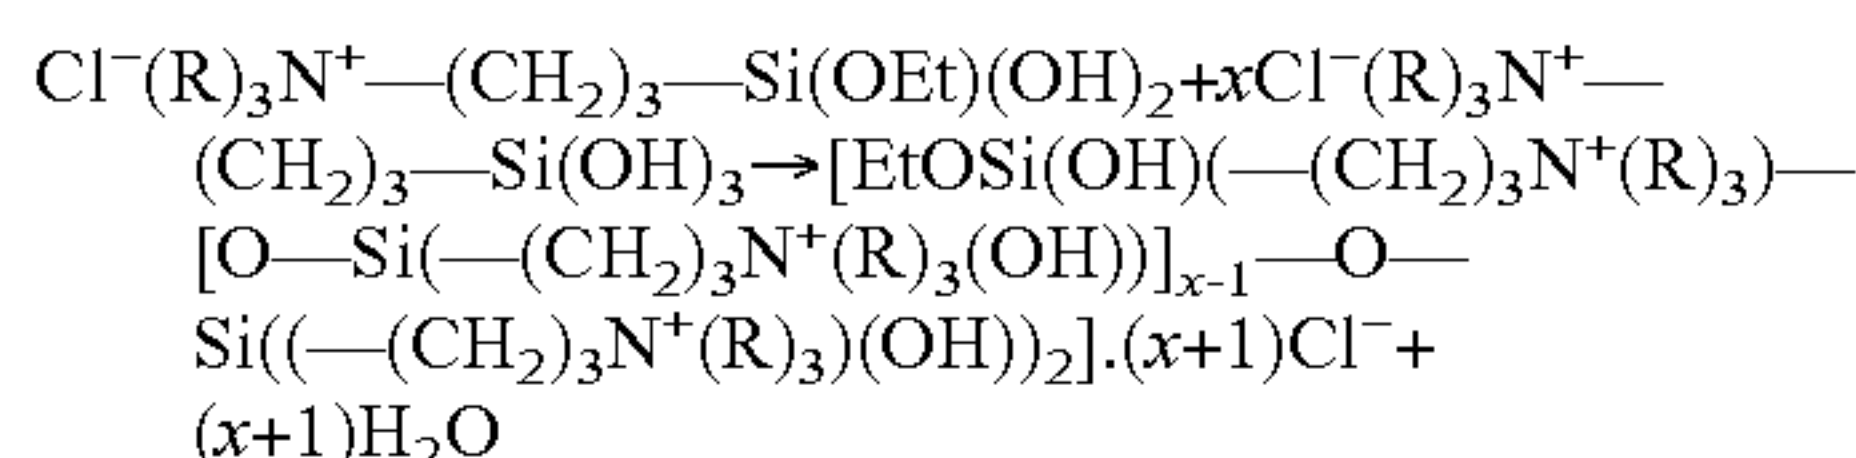 Cl⁻(R)₃N⁺—(CH₂)₃—Si(OEt)(OH)₂+xCl⁻(R)₃N⁺—
(CH₂)₃—Si(OH)₃→[EtOSi(OH)(—(CH₂)₃N⁺(R)₃)—
[O—Si(—(CH₂)₃N⁺(R)₃(OH))]ₓ₋₁—O—
Si((—(CH₂)₃N⁺(R)₃)(OH))₂].(x+1)Cl⁻+
(x+1)H₂O